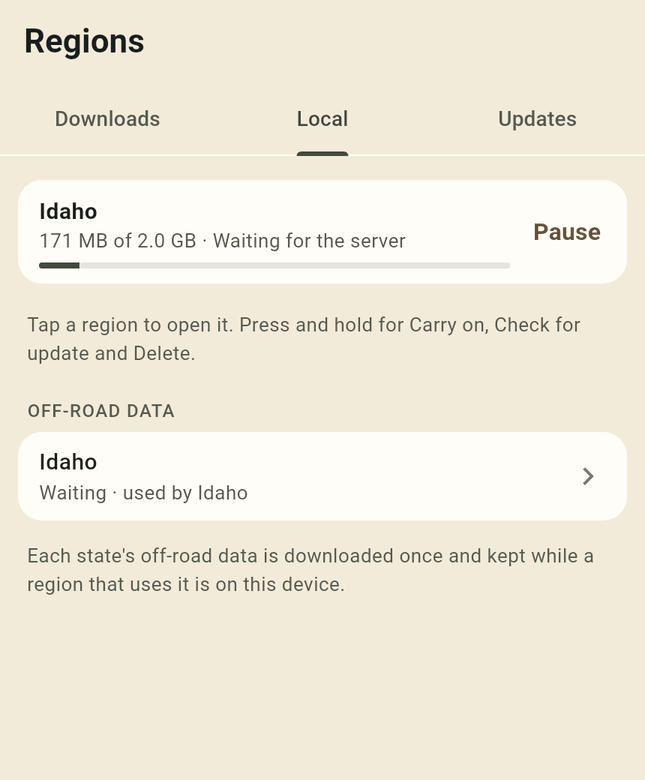 Regions
Downloads
Local
Updates
Idaho
171 MB of 2.0 GB · Waiting for the server
Pause
Tap a region to open it. Press and hold for Carry on, Check for
update and Delete.
OFF-ROAD DATA
Idaho
Waiting · used by Idaho
Each state's off-road data is downloaded once and kept while a
region that uses it is on this device.